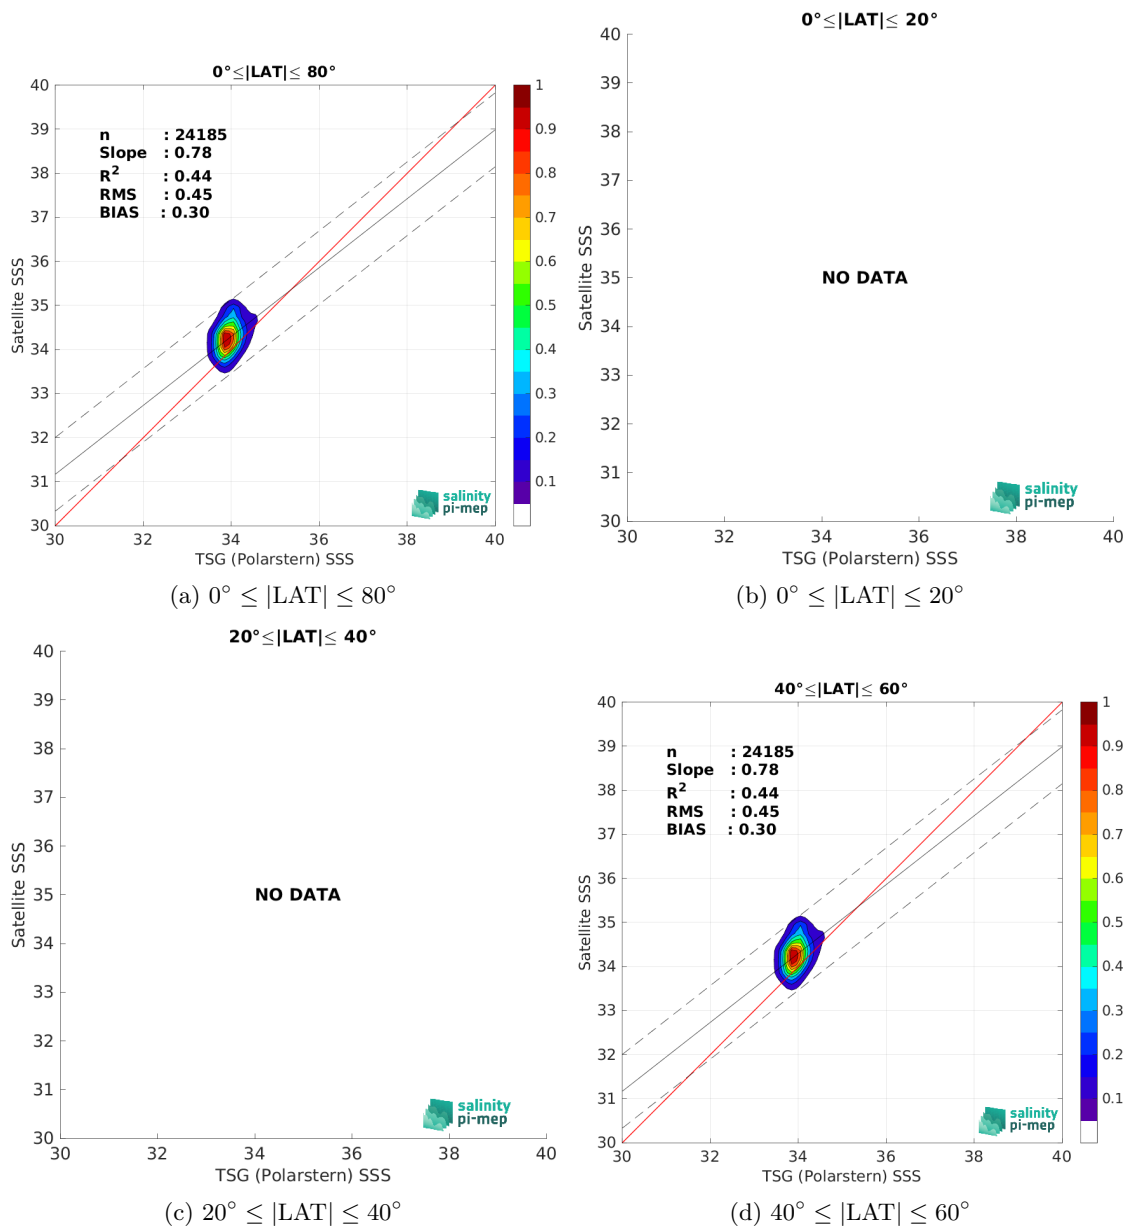 0°≤|LAT|≤ 80°
40
39
38
37
36
35
34
33
32
31
30
Satellite SSS
n : 24185
Slope : 0.78
R² : 0.44
RMS : 0.45
BIAS : 0.30
salinity
pi-mep
30 32 34 36 38 40
TSG (Polarstern) SSS
1
0.9
0.8
0.7
0.6
0.5
0.4
0.3
0.2
0.1
(a) 0° ≤ |LAT| ≤ 80°
0°≤|LAT|≤ 20°
40
39
38
37
36
35
34
33
32
31
30
Satellite SSS
NO DATA
salinity
pi-mep
30 32 34 36 38 40
TSG (Polarstern) SSS
(b) 0° ≤ |LAT| ≤ 20°
20°≤|LAT|≤ 40°
40
39
38
37
36
35
34
33
32
31
30
Satellite SSS
NO DATA
salinity
pi-mep
30 32 34 36 38 40
TSG (Polarstern) SSS
(c) 20° ≤ |LAT| ≤ 40°
40°≤|LAT|≤ 60°
40
39
38
37
36
35
34
33
32
31
30
Satellite SSS
n : 24185
Slope : 0.78
R² : 0.44
RMS : 0.45
BIAS : 0.30
salinity
pi-mep
30 32 34 36 38 40
TSG (Polarstern) SSS
1
0.9
0.8
0.7
0.6
0.5
0.4
0.3
0.2
0.1
(d) 40° ≤ |LAT| ≤ 60°